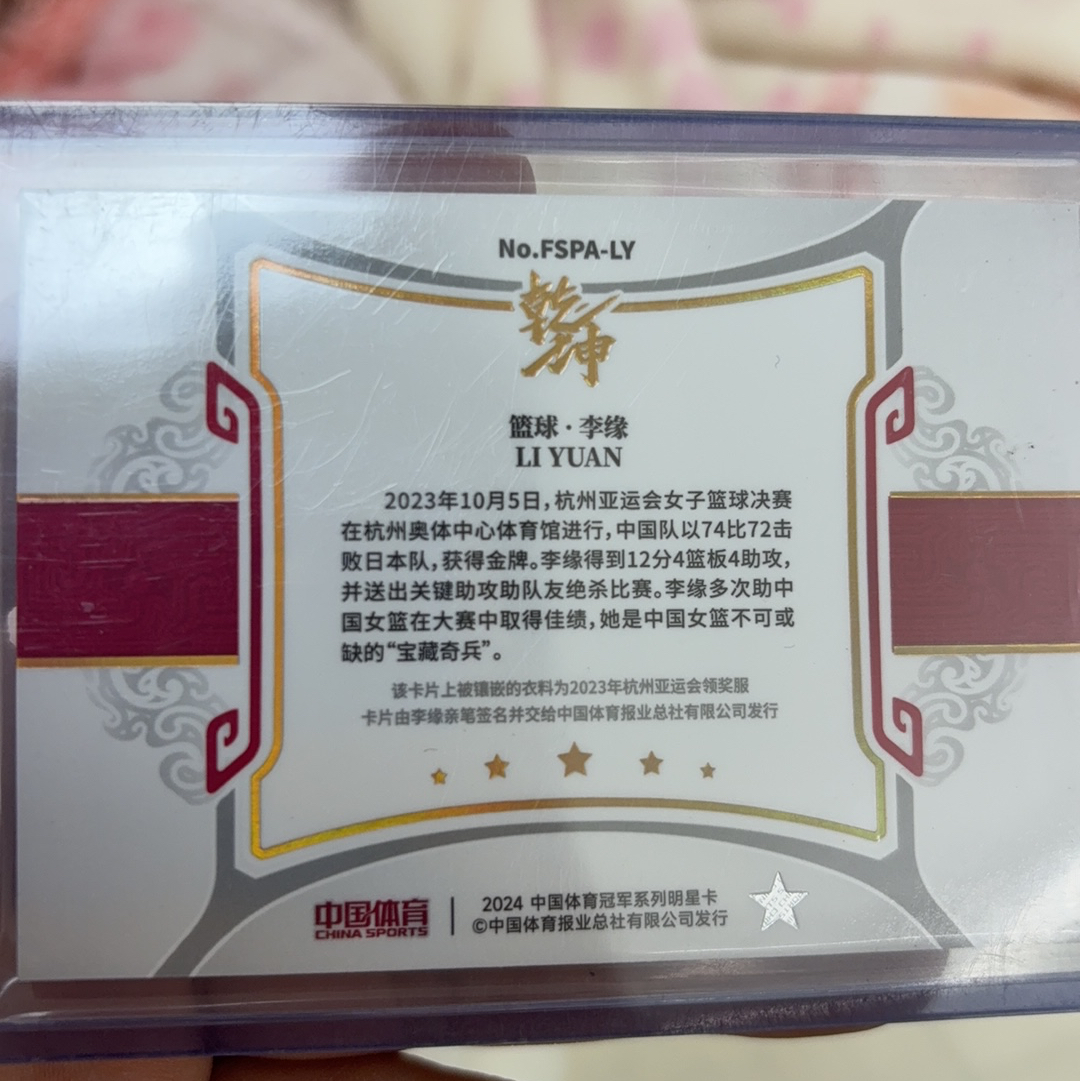 No.FSPA-LY
乾坤
篮球·李缘
LI YUAN
2023年10月5日,杭州亚运会女子篮球决赛
在杭州奥体中心体育馆进行,中国队以74比72击
败日本队,获得金牌。李缘得到12分4篮板4助攻,
并送出关键助攻助队友绝杀比赛。李缘多次助中
国女篮在大赛中取得佳绩,她是中国女篮不可或
缺的“宝藏奇兵”。
该卡片上被镶嵌的衣料为2023年杭州亚运会领奖服
卡片由李缘亲笔签名并交给中国体育报业总社有限公司发行
中国体育
CHINA SPORTS
2024 中国体育冠军系列明星卡
©中国体育报业总社有限公司发行